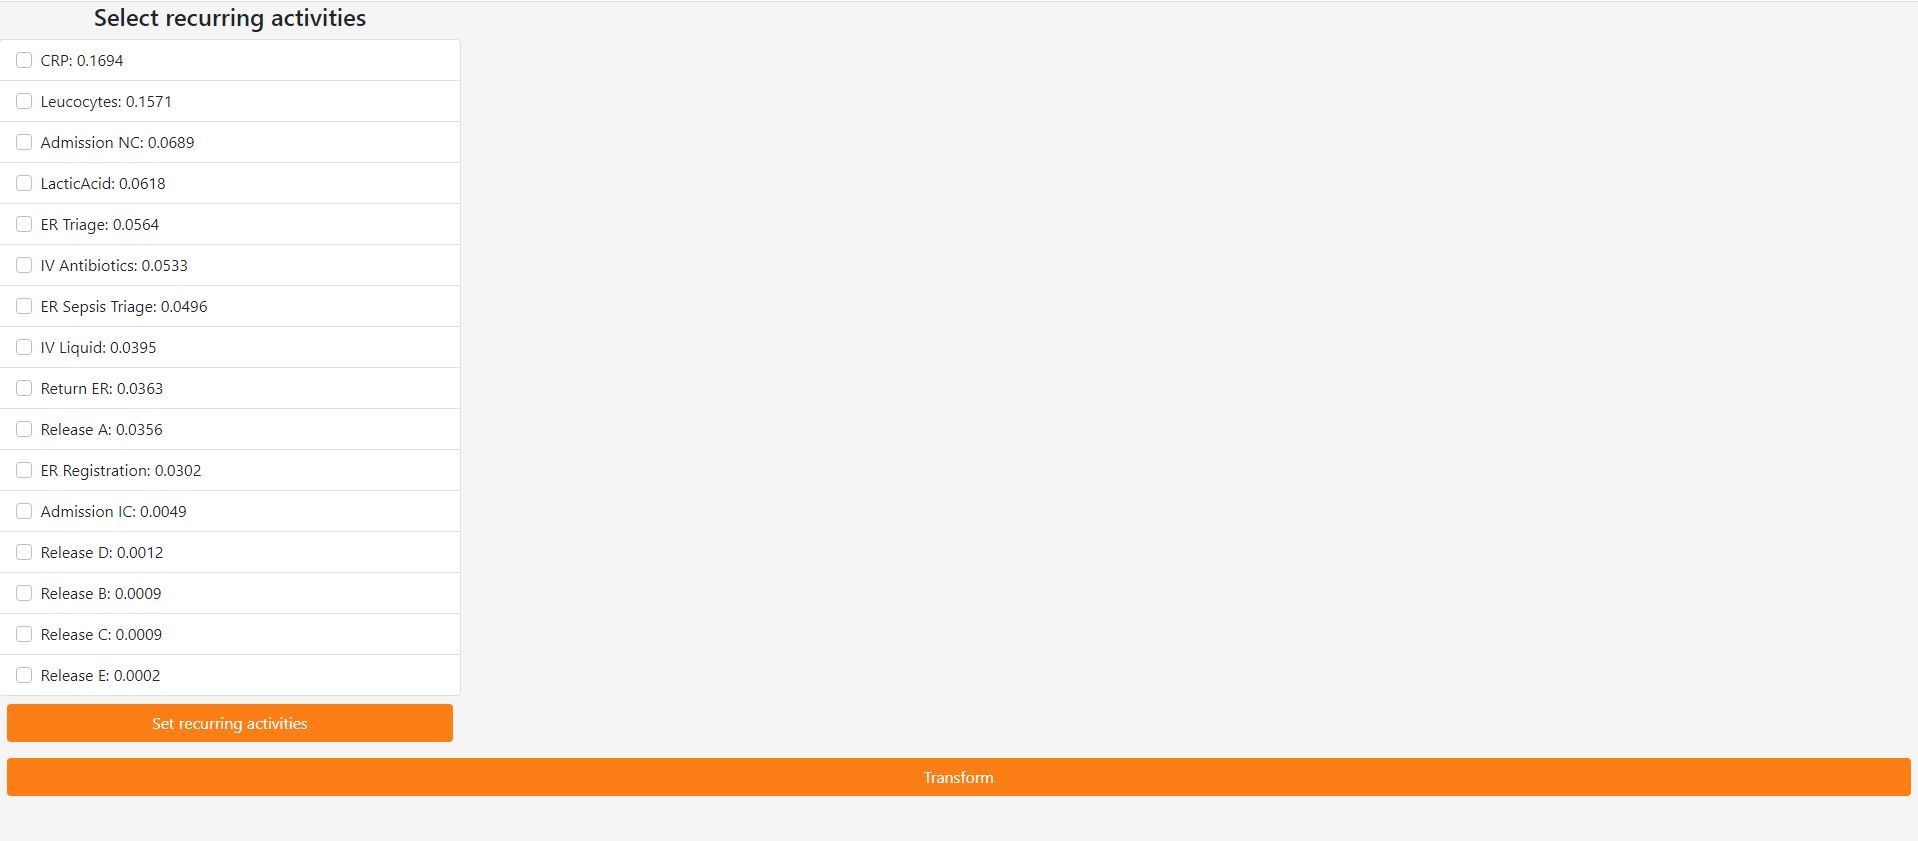 Select recurring activities
CRP: 0.1694
Leucocytes: 0.1571
Admission NC: 0.0689
LacticAcid: 0.0618
ER Triage: 0.0564
IV Antibiotics: 0.0533
ER Sepsis Triage: 0.0496
IV Liquid: 0.0395
Return ER: 0.0363
Release A: 0.0356
ER Registration: 0.0302
Admission IC: 0.0049
Release D: 0.0012
Release B: 0.0009
Release C: 0.0009
Release E: 0.0002
Set recurring activities
Transform